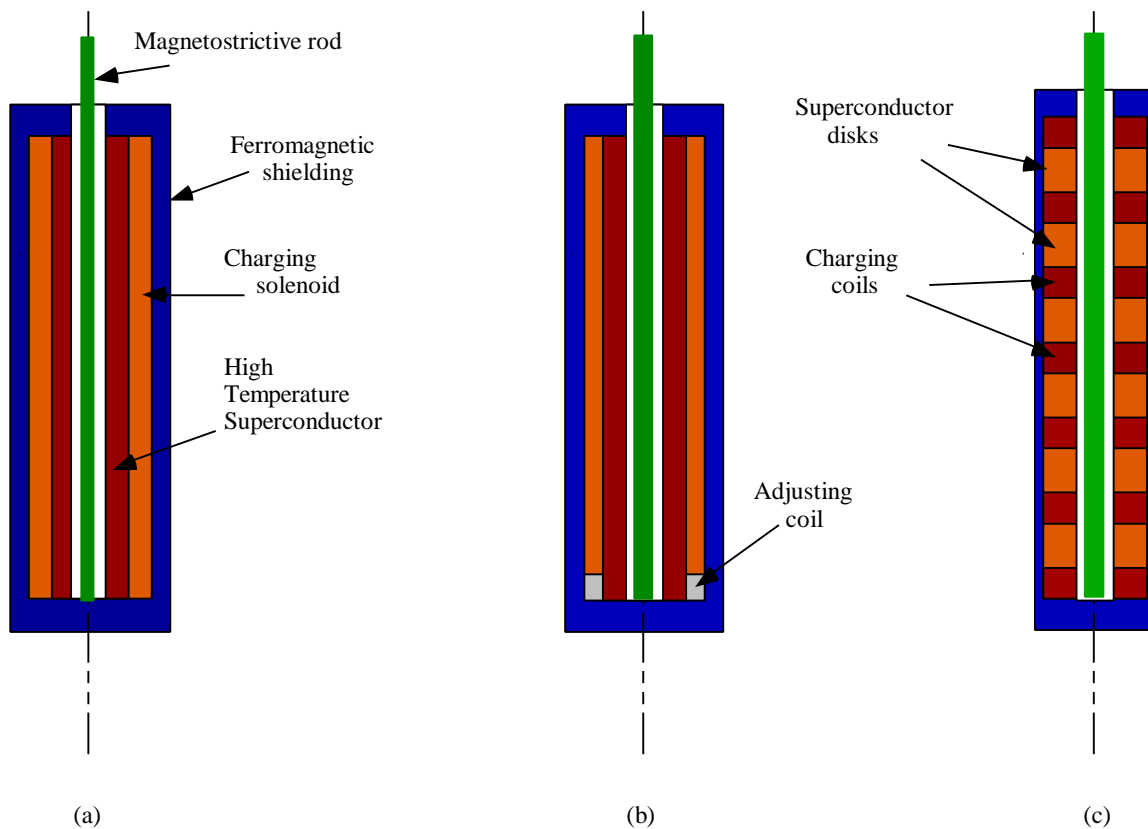 Magnetostrictive rod
Ferromagnetic
shielding
Charging
solenoid
High
Temperature
Superconductor
Adjusting
coil
Superconductor
disks
Charging
coils
(a)
(b)
(c)